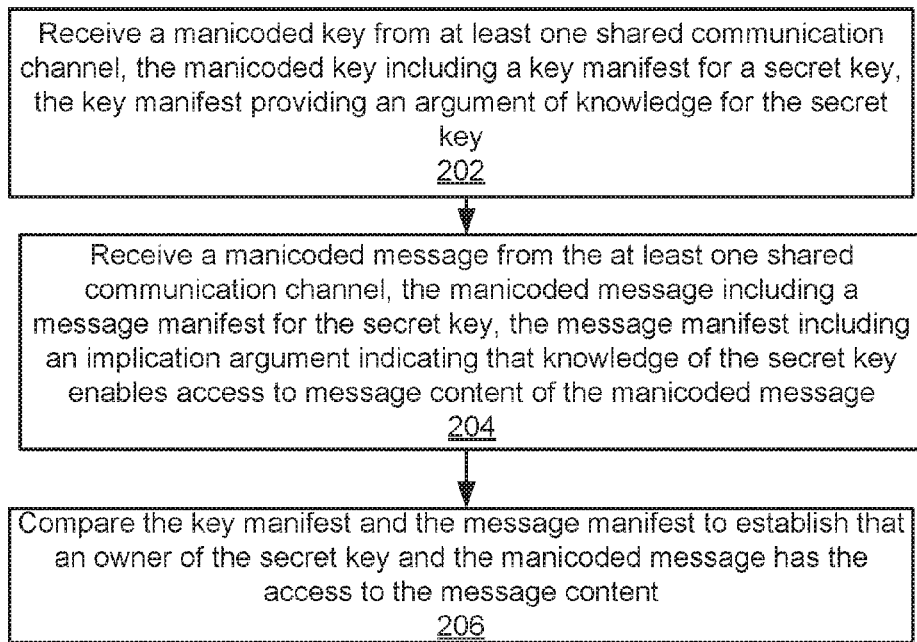 Receive a manicoded key from at least one shared communication
channel, the manicoded key including a key manifest for a secret key,
the key manifest providing an argument of knowledge for the secret
key
202
Receive a manicoded message from the at least one shared
communication channel, the manicoded message including a
message manifest for the secret key, the message manifest including
an implication argument indicating that knowledge of the secret key
enables access to message content of the manicoded message
204
Compare the key manifest and the message manifest to establish that
an owner of the secret key and the manicoded message has the
access to the message content
206